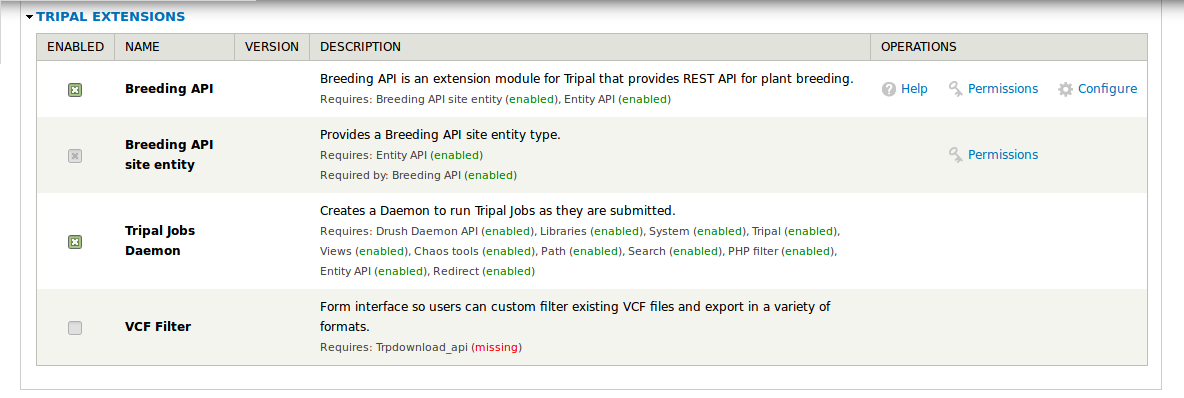 TRIPAL EXTENSIONS
ENABLED NAME VERSION DESCRIPTION OPERATIONS
Breeding API
Breeding API is an extension module for Tripal that provides REST API for plant breeding.
Requires: Breeding API site entity (enabled), Entity API (enabled)
Help Permissions Configure
Breeding API
site entity
Provides a Breeding API site entity type.
Requires: Entity API (enabled)
Required by: Breeding API (enabled)
Permissions
Tripal Jobs
Daemon
Creates a Daemon to run Tripal Jobs as they are submitted.
Requires: Drush Daemon API (enabled), Libraries (enabled), System (enabled), Tripal (enabled),
Views (enabled), Chaos tools (enabled), Path (enabled), Search (enabled), PHP filter (enabled),
Entity API (enabled), Redirect (enabled)
VCF Filter
Form interface so users can custom filter existing VCF files and export in a variety of
formats.
Requires: Trpdownload_api (missing)